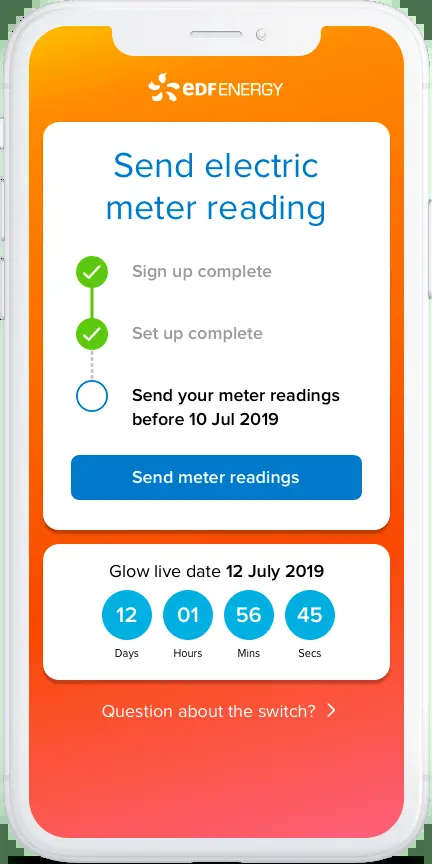 eDF ENERGY
Send electric
meter reading
Sign up complete
Set up complete
Send your meter readings
before 10 Jul 2019
Send meter readings
Glow live date 12 July 2019
12 01 56 45
Days Hours Mins Secs
Question about the switch? >